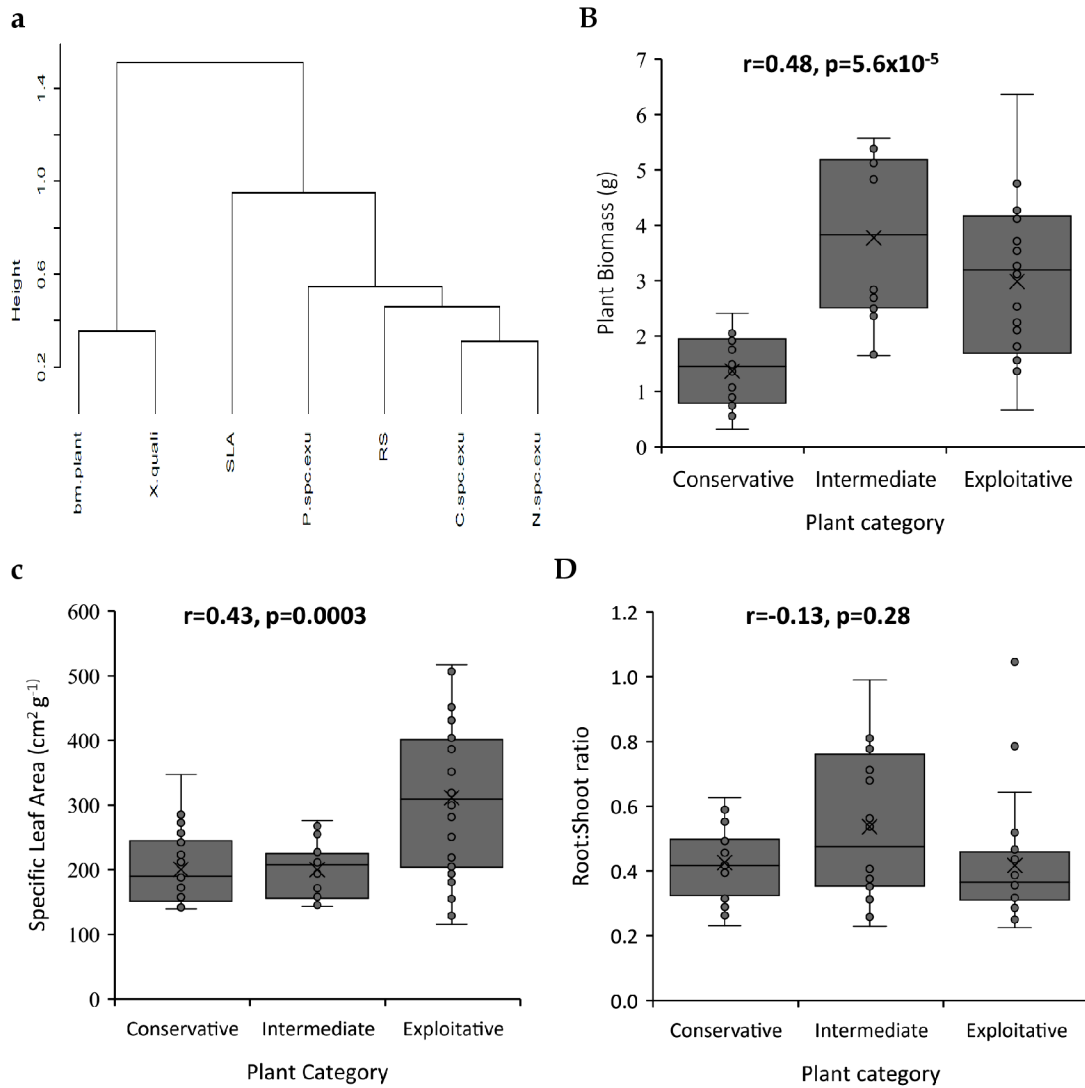 a
Height
0.2
0.6
1.0
1.4
bm.plant
X.quali
SLA
P.spc.exu
RS
C.spc.exu
N.spc.exu
B
r=0.48, p=5.6x10-5
Plant Biomass (g)
7
6
5
4
3
2
1
0
Conservative Intermediate Exploitative
Plant category
c
r=0.43, p=0.0003
Specific Leaf Area (cm2 g-1)
600
500
400
300
200
100
0
Conservative Intermediate Exploitative
Plant Category
D
r=-0.13, p=0.28
Root:Shoot ratio
1.2
1.0
0.8
0.6
0.4
0.2
0.0
Conservative Intermediate Exploitative
Plant category